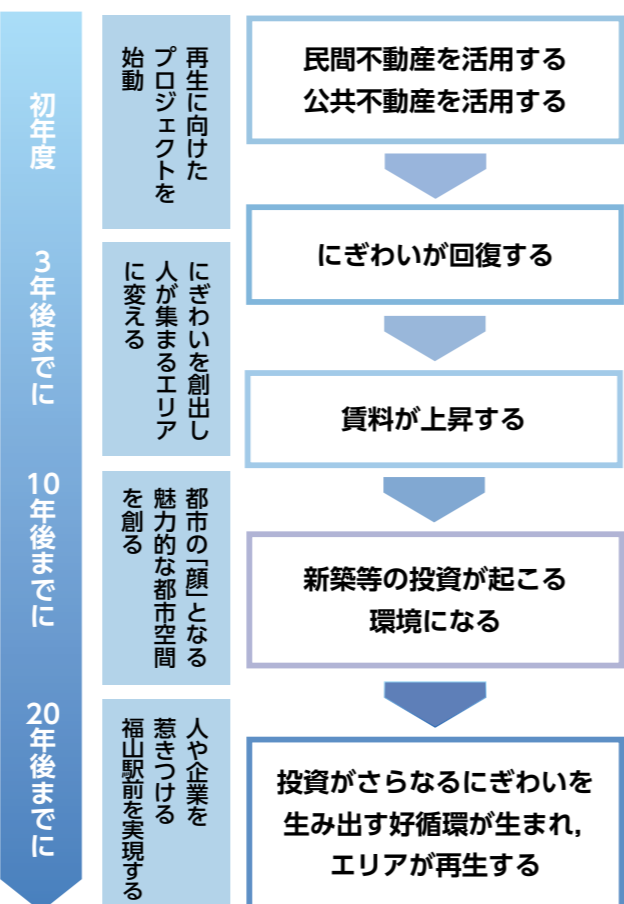 初年度
再生に向けた
プロジェクトを
始動
民間不動産を活用する
公共不動産を活用する
3年後までに
にぎわいを創出し
人が集まるエリア
に変える
にぎわいが回復する
賃料が上昇する
10年後までに
都市の「顔」となる
魅力的な都市空間
を創る
新築等の投資が起こる
環境になる
20年後までに
人や企業を
惹きつける
福山駅前を実現する
投資がさらなるにぎわいを
生み出す好循環が生まれ,
エリアが再生する